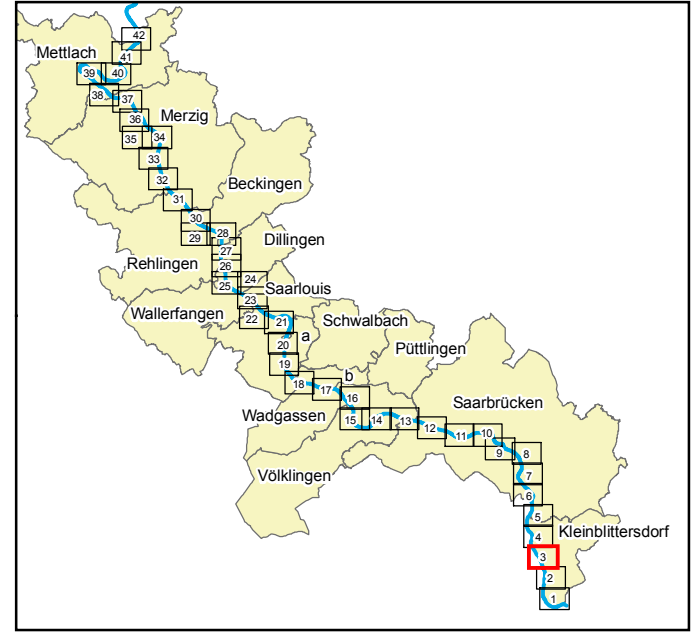 42
Mettlach
41
39
40
38
37
36
Merzig
35
34
33
32
Beckingen
31
30
28
29
Dillingen
27
26
Rehlingen
24
25
Saarlouis
23
Wallerfangen
22
21
Schwalbach
a
20
Püttlingen
19
b
18
17
16
Saarbrücken
Wadgassen
15
14
13
12
11
10
9
8
Völklingen
7
6
5
Kleinblittersdorf
4
3
2
1